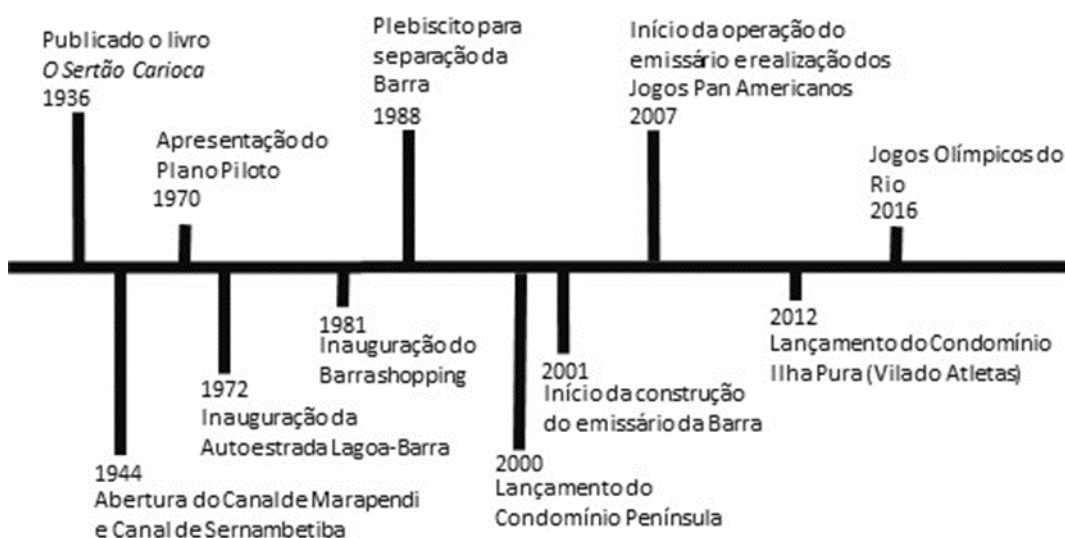 Publicado o livro
O Sertão Carioca
1936
Apresentação do
Plano Piloto
1970
Plebiscito para
separação da
Barra
1988
Início da operação do
emissário e realização dos
Jogos Pan Americanos
2007
Jogos Olímpicos do
Rio
2016
1944
Abertura do Canal de Marapendi
e Canal de Sernambetiba
1972
Inauguração da
Autoestrada Lagoa-Barra
1981
Inauguração do
Barrashopping
2000
Lançamento do
Condomínio Península
2001
Início da construção
do emissário da Barra
2012
Lançamento do Condomínio
Ilha Pura (Vila do Atletas)